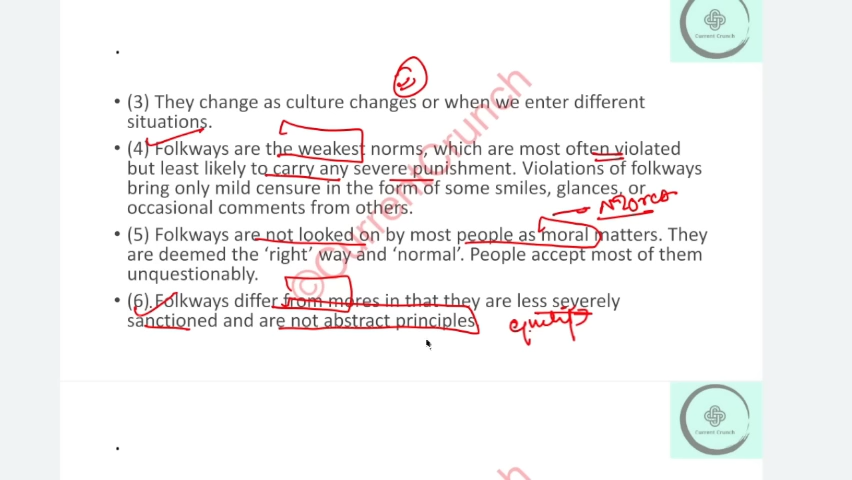 Current Crunch
.
• (3) They change as culture changes or when we enter different
situations.
• (4) Folkways are the weakest norms, which are most often violated
but least likely to carry any severe punishment. Violations of folkways
bring only mild censure in the form of some smiles, glances, or
occasional comments from others.
• (5) Folkways are not looked on by most people as moral matters. They
are deemed the ‘right’ way and ‘normal’. People accept most of them
unquestionably.
• (6) Folkways differ from mores in that they are less severely
sanctioned and are not abstract principles.
©CurrentCrunch
Current Crunch
.